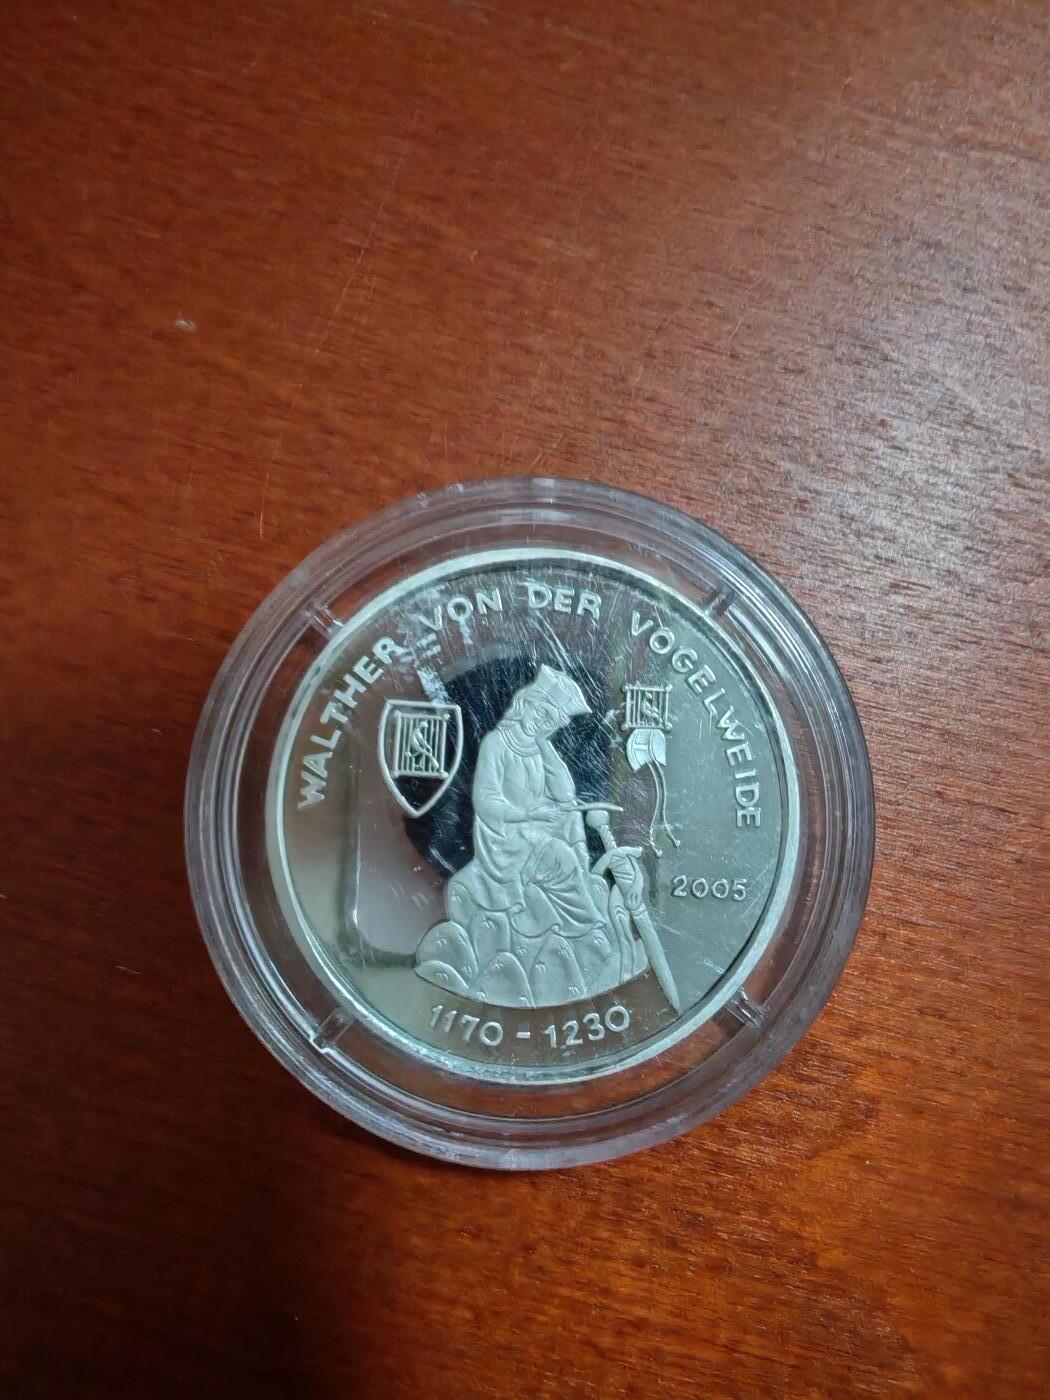 WALTHER VON DER VOGELWEIDE
2005
1170 - 1230